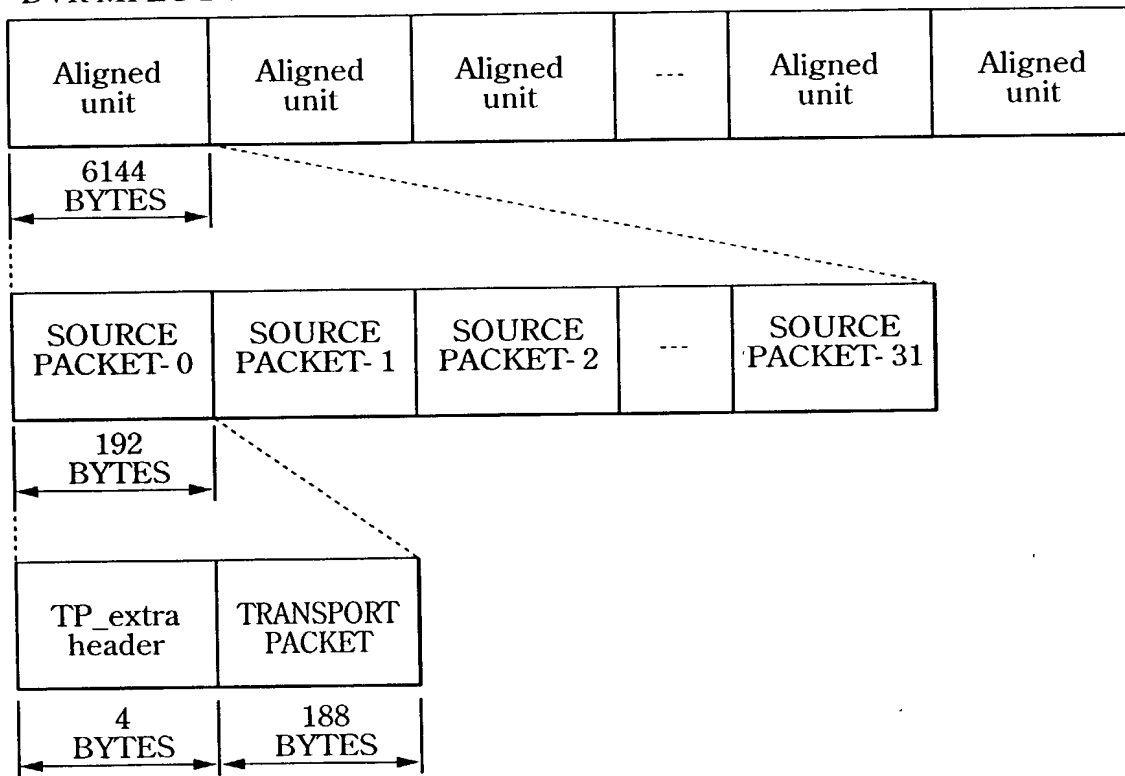 Aligned
unit
Aligned
unit
Aligned
unit
---
Aligned
unit
Aligned
unit
6144
BYTES
SOURCE
PACKET- 0
SOURCE
PACKET- 1
SOURCE
PACKET- 2
---
SOURCE
PACKET- 31
192
BYTES
TP_extra
header
TRANSPORT
PACKET
4
BYTES
188
BYTES